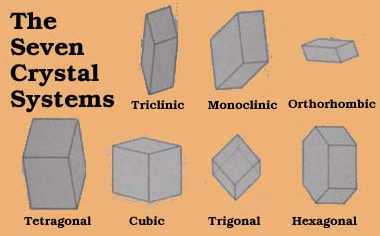 The
Seven
Crystal
Systems
Triclinic
Monoclinic
Orthorhombic
Tetragonal
Cubic
Trigonal
Hexagonal